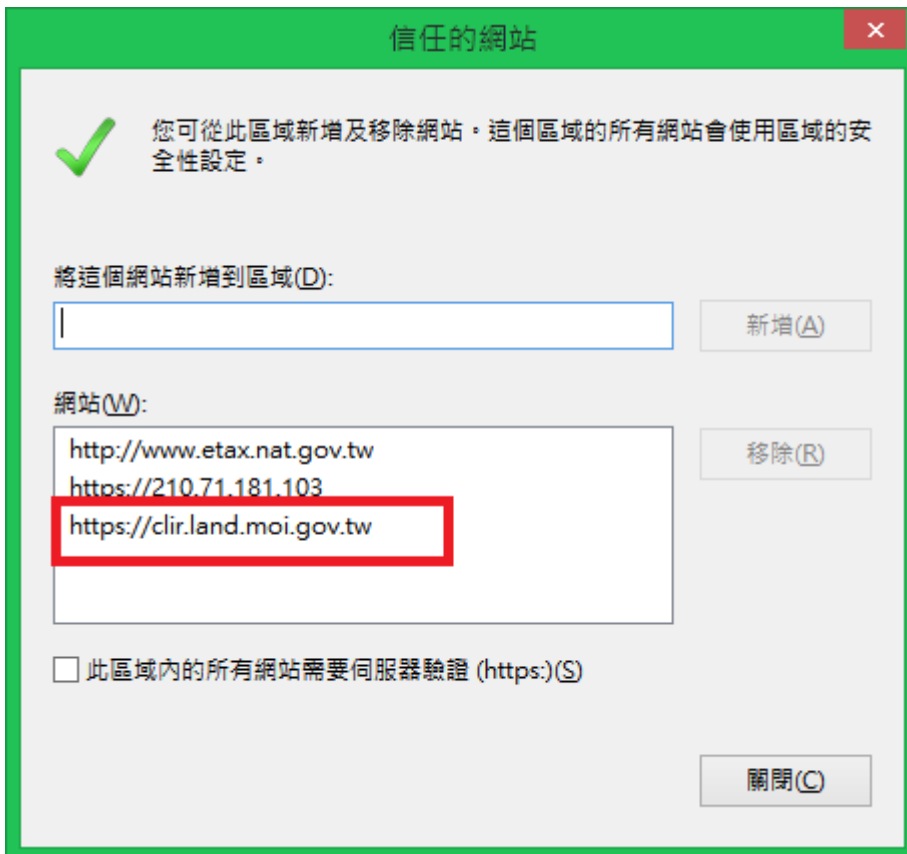 信任的網站
您可從此區域新增及移除網站。這個區域的所有網站會使用區域的安
全性設定。
將這個網站新增到區域(D):
新增(A)
網站(W):
http://www.etax.nat.gov.tw
移除(R)
https://210.71.181.103
https://clir.land.moi.gov.tw
此區域內的所有網站需要伺服器驗證 (https:)(S)
關閉(C)